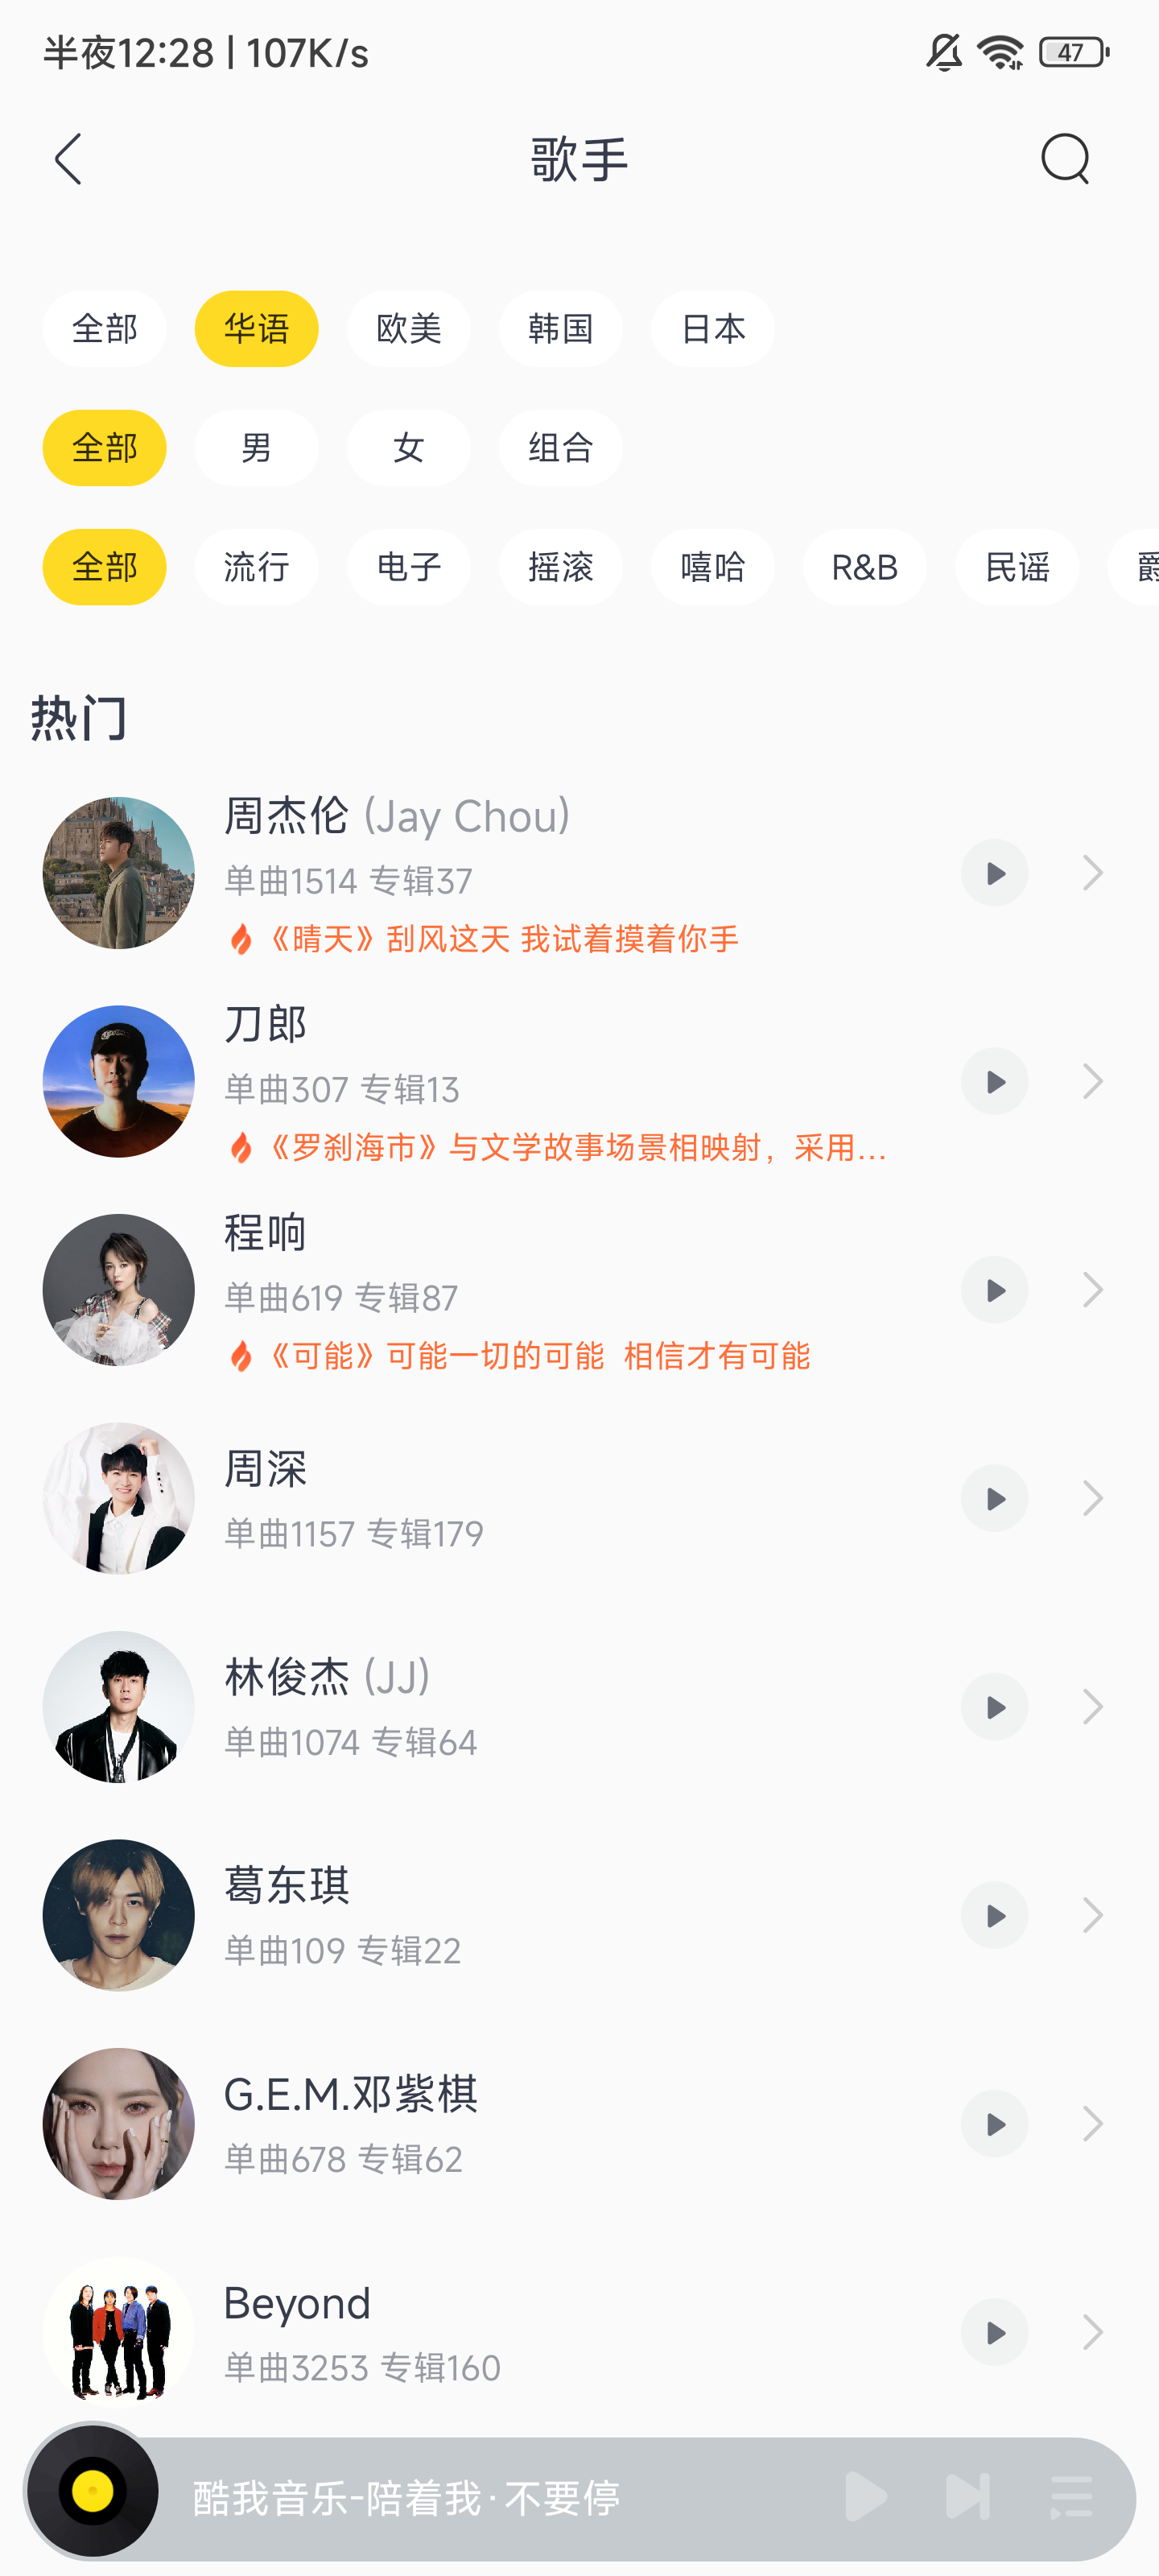 半夜12:28 | 107K/s
47
歌手
全部 华语 欧美 韩国 日本
全部 男 女 组合
全部 流行 电子 摇滚 嘻哈 R&B 民谣 爵
热门
周杰伦 (Jay Chou)
单曲1514 专辑37
《晴天》刮风这天 我试着摸着你手
刀郎
单曲307 专辑13
《罗刹海市》与文学故事场景相映射，采用...
程响
单曲619 专辑87
《可能》可能一切的可能 相信才有可能
周深
单曲1157 专辑179
林俊杰 (JJ)
单曲1074 专辑64
葛东琪
单曲109 专辑22
G.E.M.邓紫棋
单曲678 专辑62
Beyond
单曲3253 专辑160
酷我音乐-陪着我·不要停